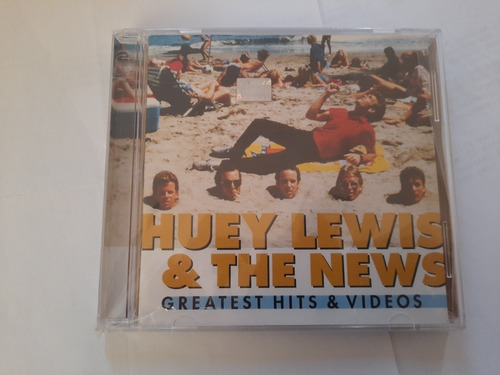 HUEY LEWIS
& THE NEWS
GREATEST HITS & VIDEOS